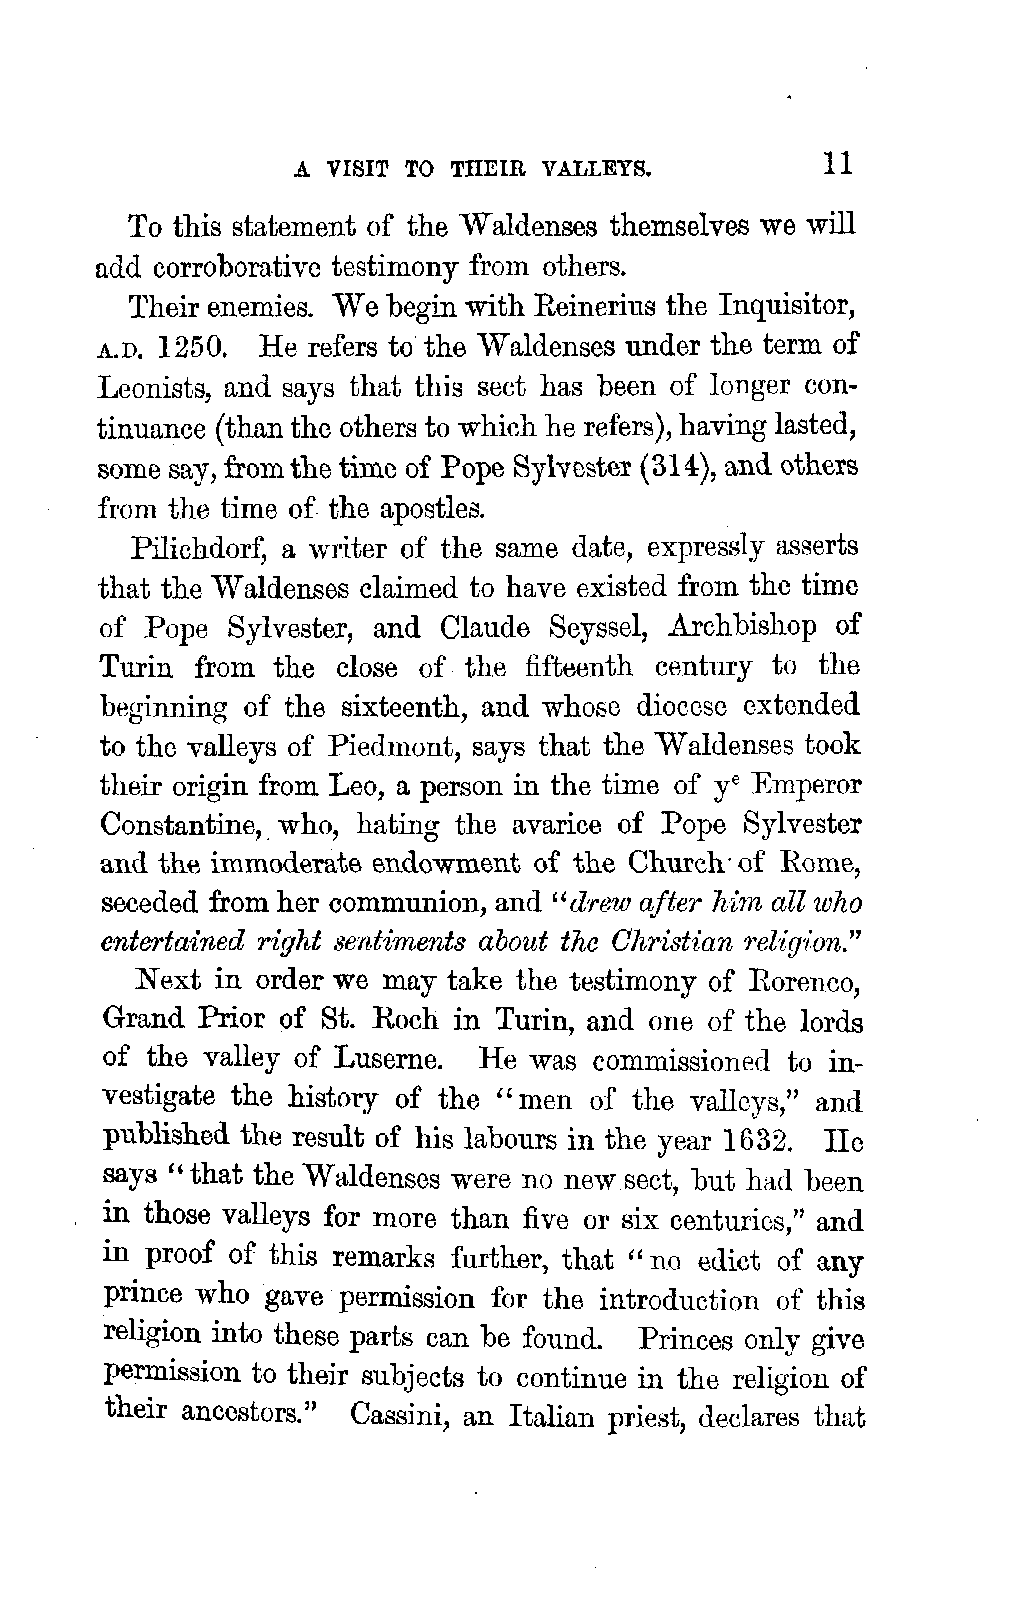 A VISIT TO THEIR VALLEYS. 11
To this statement of the Waldenses themselves we will
add corroborative testimony from others.
Their enemies. We begin with Reinerius the Inquisitor,
A.D. 1250. He refers to the Waldenses under the term of
Leonists, and says that this sect has been of longer con-
tinuance (than the others to which he refers), having lasted,
some say, from the time of Pope Sylvester (314), and others
from the time of the apostles.
Pilichdorf, a writer of the same date, expressly asserts
that the Waldenses claimed to have existed from the time
of Pope Sylvester, and Claude Seyssel, Archbishop of
Turin from the close of the fifteenth century to the
beginning of the sixteenth, and whose diocese extended
to the valleys of Piedmont, says that the Waldenses took
their origin from Leo, a person in the time of yᵉ Emperor
Constantine, who, hating the avarice of Pope Sylvester
and the immoderate endowment of the Church of Rome,
seceded from her communion, and "drew after him all who
entertained right sentiments about the Christian religion."
Next in order we may take the testimony of Rorenco,
Grand Prior of St. Roch in Turin, and one of the lords
of the valley of Luserne. He was commissioned to in-
vestigate the history of the "men of the valleys," and
published the result of his labours in the year 1632. He
says "that the Waldenses were no new sect, but had been
in those valleys for more than five or six centuries," and
in proof of this remarks further, that "no edict of any
prince who gave permission for the introduction of this
religion into these parts can be found. Princes only give
permission to their subjects to continue in the religion of
their ancestors." Cassini, an Italian priest, declares that